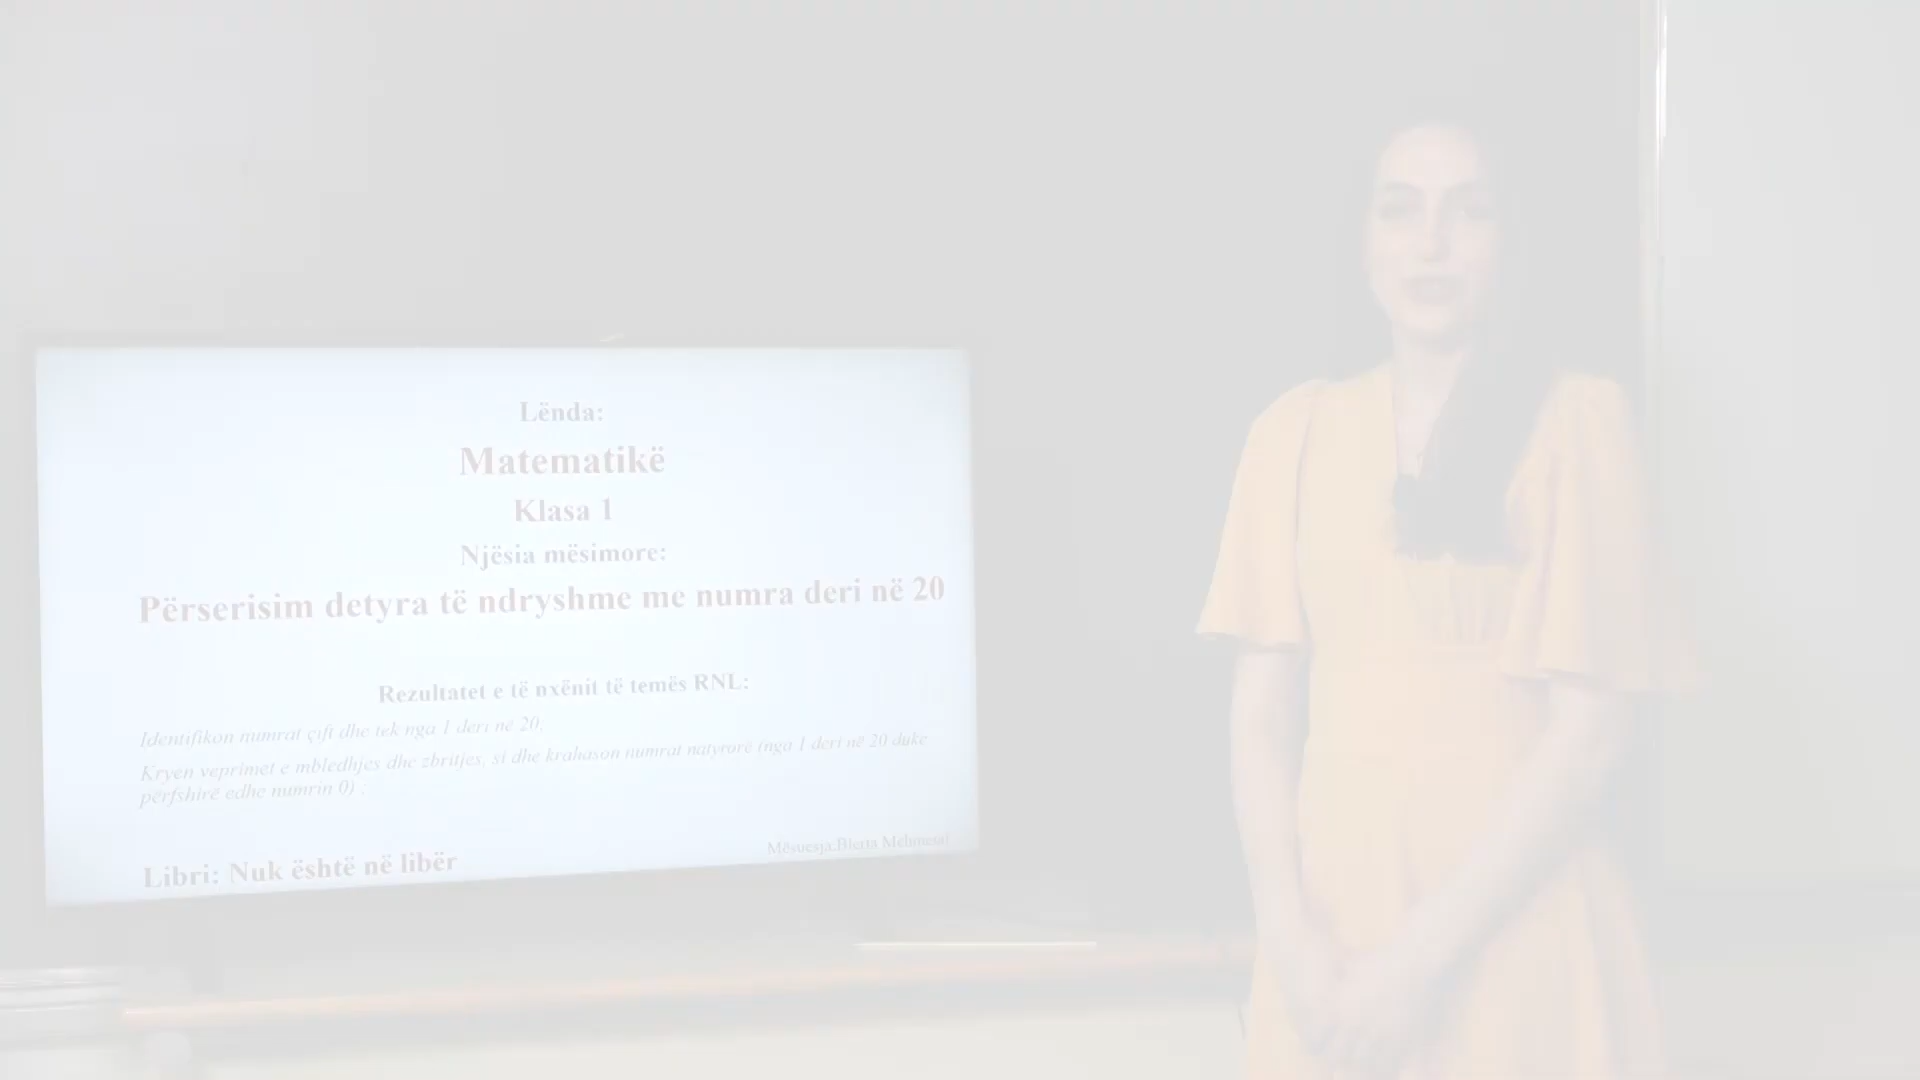 Lënda:
Matematikë
Klasa 1
Njësia mësimore:
Përserisim detyra të ndryshme me numra deri në 20
Rezultatet e të nxënit të temës RNL:
Identifikon numrat çift dhe tek nga 1 deri në 20;
Kryen veprimet e mbledhjes dhe zbritjes, si dhe krahason numrat natyrorë (nga 1 deri në 20 duke
përfshirë edhe numrin 0) ;
Mësuesja:Blerta
Libri: Nuk është në libër